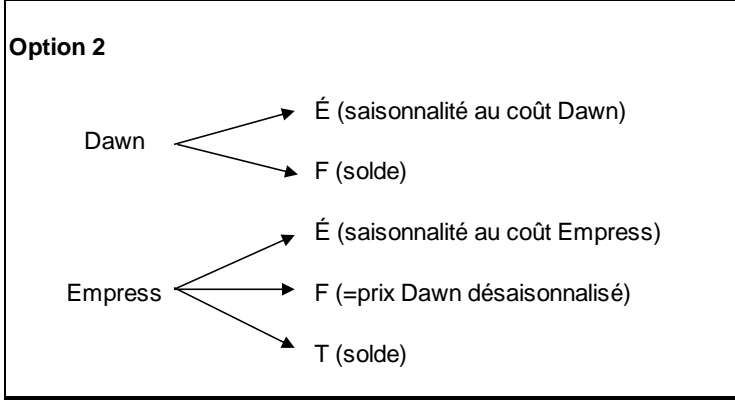 Option 2
É (saisonnalité au coût Dawn)
Dawn
F (solde)
É (saisonnalité au coût Empress)
Empress
F (=prix Dawn désaisonnalisé)
T (solde)